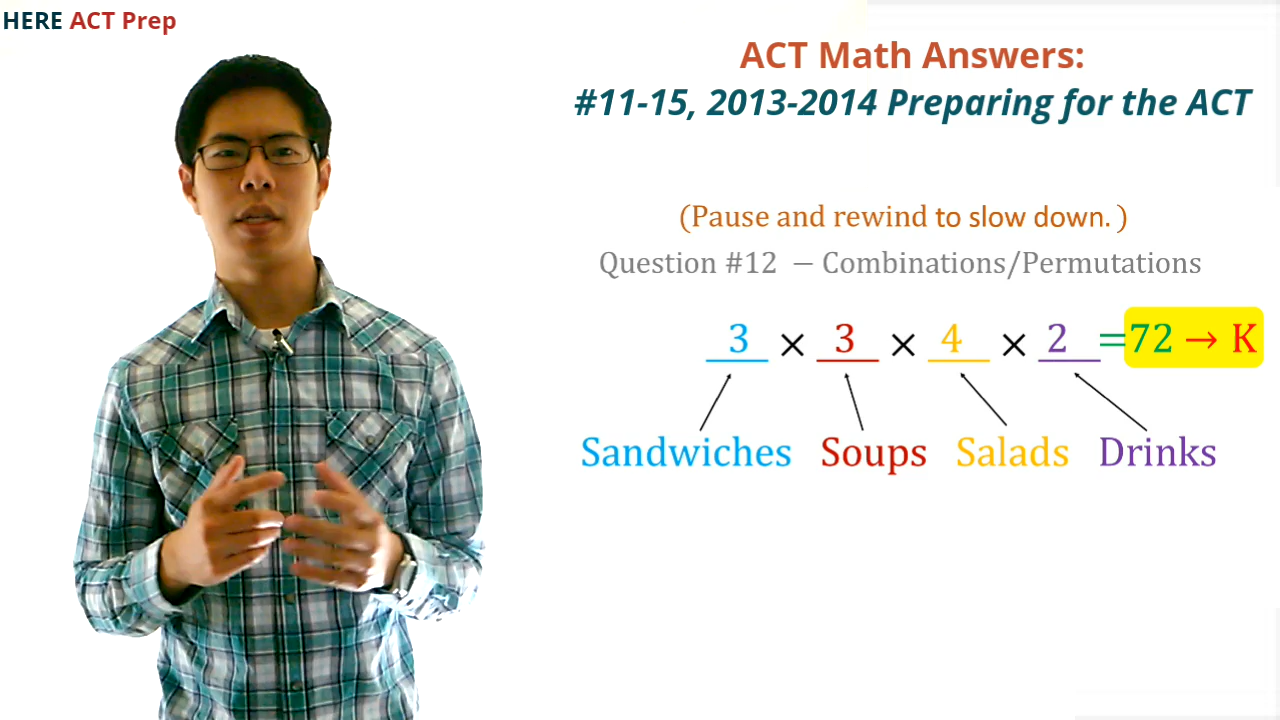 HERE ACT Prep
ACT Math Answers:
#11-15, 2013-2014 Preparing for the ACT
(Pause and rewind to slow down. )
Question #12 − Combinations/Permutations
3 × 3 × 4 × 2 =72 → K
Sandwiches Soups Salads Drinks